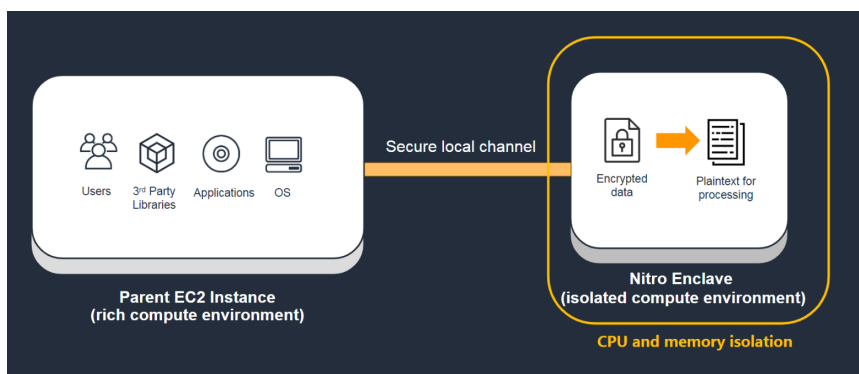 Users
3rd Party
Libraries
Applications
OS
Parent EC2 Instance
(rich compute environment)
Secure local channel
Encrypted
data
Plaintext for
processing
Nitro Enclave
(isolated compute environment)
CPU and memory isolation